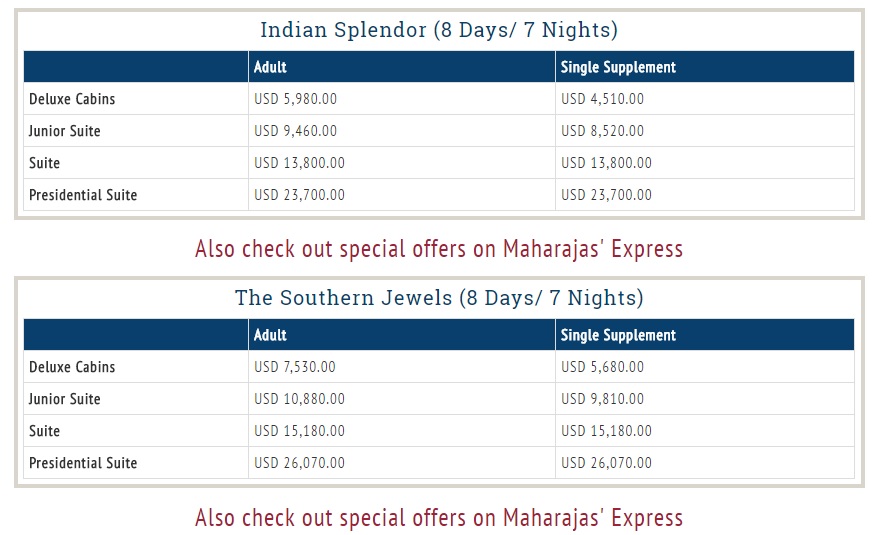 Indian Splendor (8 Days/ 7 Nights)
Adult Single Supplement
Deluxe Cabins USD 5,980.00 USD 4,510.00
Junior Suite USD 9,460.00 USD 8,520.00
Suite USD 13,800.00 USD 13,800.00
Presidential Suite USD 23,700.00 USD 23,700.00
Also check out special offers on Maharajas' Express
The Southern Jewels (8 Days/ 7 Nights)
Adult Single Supplement
Deluxe Cabins USD 7,530.00 USD 5,680.00
Junior Suite USD 10,880.00 USD 9,810.00
Suite USD 15,180.00 USD 15,180.00
Presidential Suite USD 26,070.00 USD 26,070.00
Also check out special offers on Maharajas' Express